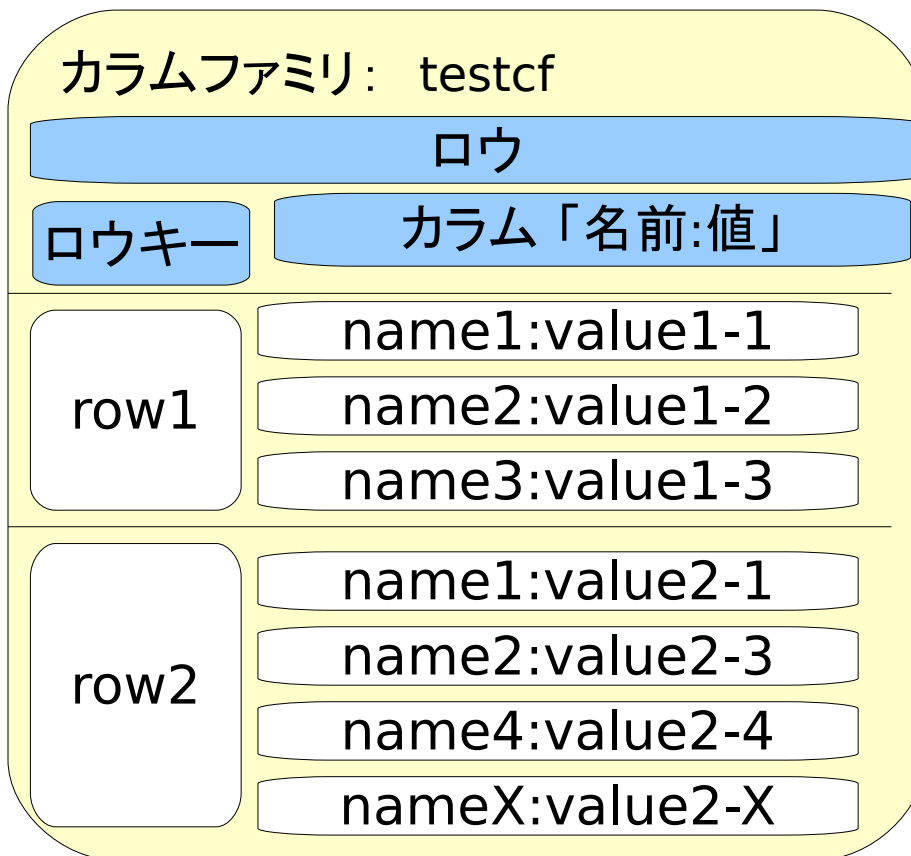 カラムファミリ： testcf
ロウ
ロウキー
カラム「名前:値」
row1
name1:value1-1
name2:value1-2
name3:value1-3
row2
name1:value2-1
name2:value2-3
name4:value2-4
nameX:value2-X